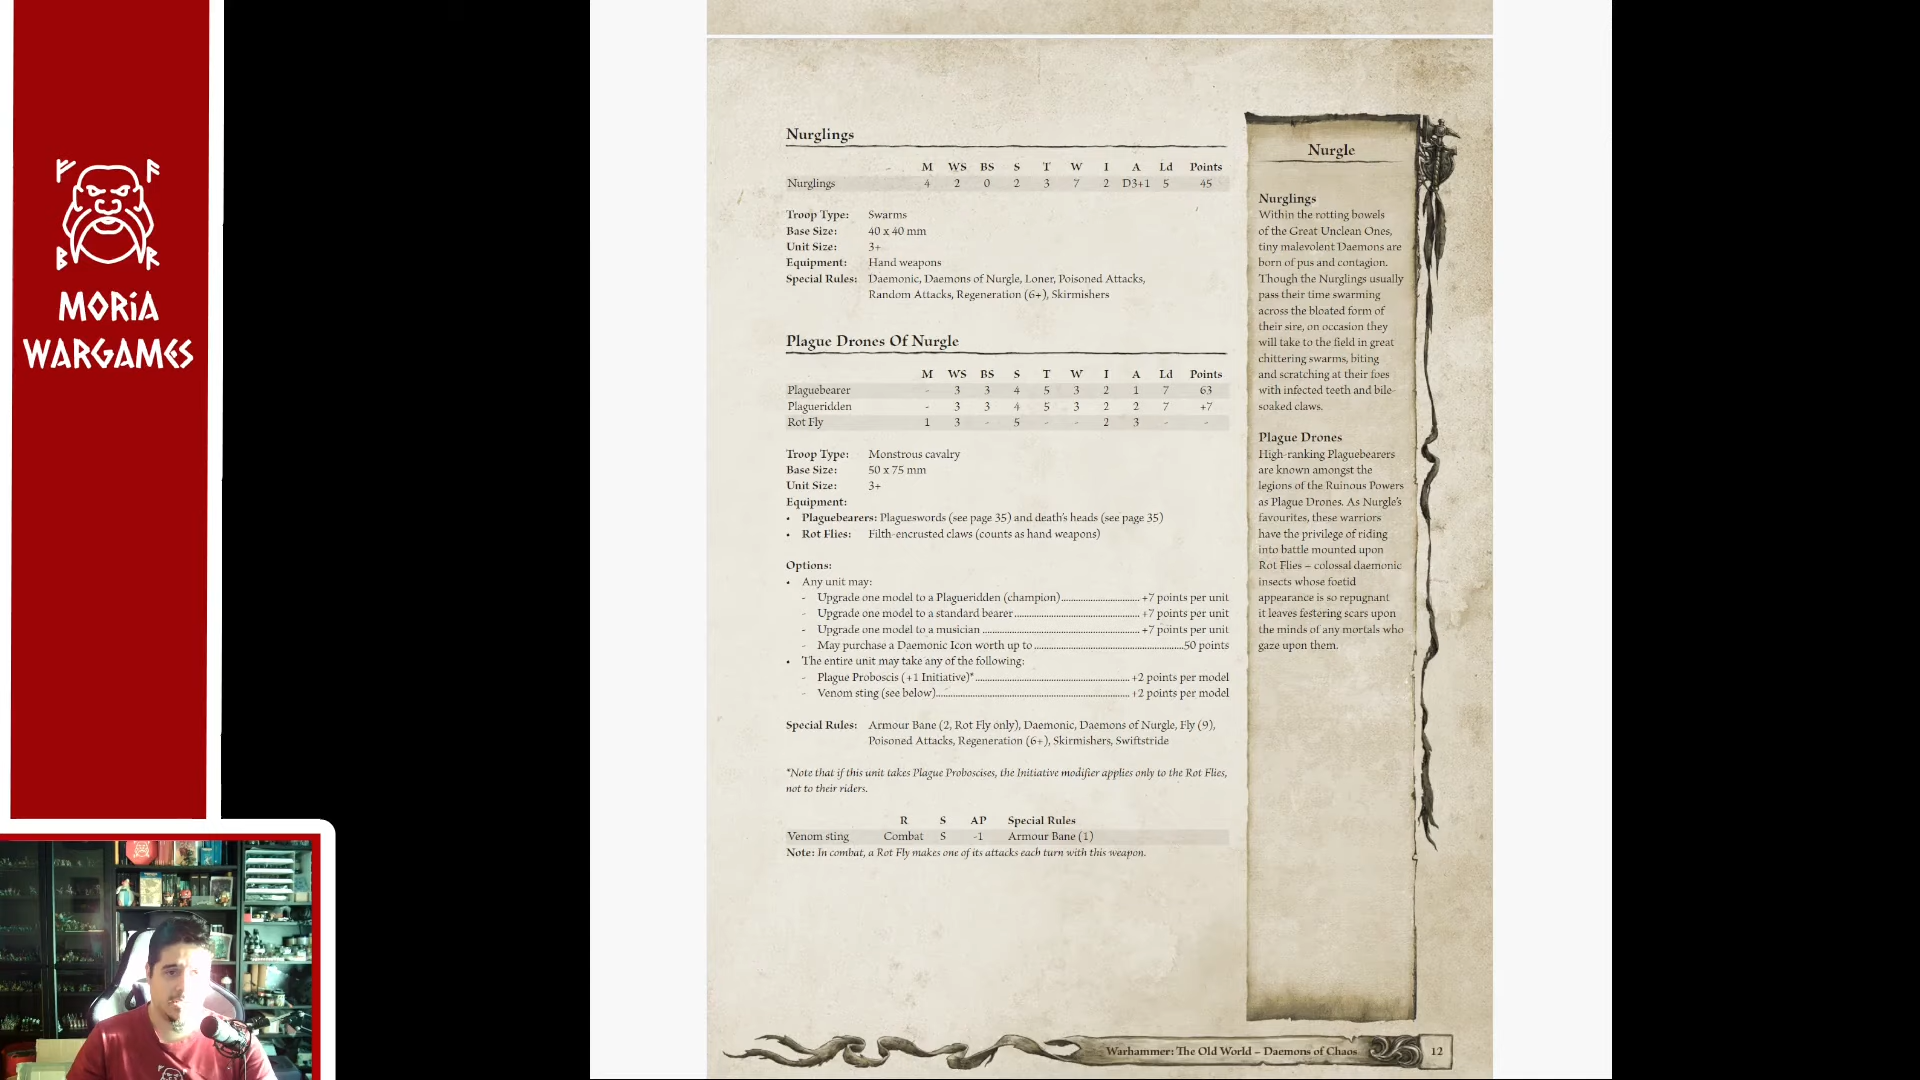 MORIA
WARGAMES
Nurglings
M WS BS S T W I A Ld Points
Nurglings 4 2 0 2 3 7 2 D3+1 5 45
Troop Type: Swarms
Base Size: 40 x 40 mm
Unit Size: 3+
Equipment: Hand weapons
Special Rules: Daemonic, Daemons of Nurgle, Loner, Poisoned Attacks,
Random Attacks, Regeneration (6+), Skirmishers
Plague Drones Of Nurgle
M WS BS S T W I A Ld Points
Plaguebearer - 3 3 4 5 3 2 1 7 63
Plagueridden - 3 3 4 5 3 2 2 7 +7
Rot Fly 1 3 - 5 - - 2 3 - -
Troop Type: Monstrous cavalry
Base Size: 50 x 75 mm
Unit Size: 3+
Equipment:
• Plaguebearers: Plagueswords (see page 35) and death's heads (see page 35)
• Rot Flies: Filth-encrusted claws (counts as hand weapons)
Options:
• Any unit may:
- Upgrade one model to a Plagueridden (champion) +7 points per unit
- Upgrade one model to a standard bearer +7 points per unit
- Upgrade one model to a musician +7 points per unit
- May purchase a Daemonic Icon worth up to 50 points
• The entire unit may take any of the following:
- Plague Proboscis (+1 Initiative)* +2 points per model
- Venom sting (see below) +2 points per model
Special Rules: Armour Bane (2, Rot Fly only), Daemonic, Daemons of Nurgle, Fly (9),
Poisoned Attacks, Regeneration (6+), Skirmishers, Swiftstride
*Note that if this unit takes Plague Proboscises, the Initiative modifier applies only to the Rot Flies,
not to their riders.
R S AP Special Rules
Venom sting Combat S -1 Armour Bane (1)
Note: In combat, a Rot Fly makes one of its attacks each turn with this weapon.
Nurgle
Nurglings
Within the rotting bowels
of the Great Unclean Ones,
tiny malevolent Daemons are
born of pus and contagion.
Though the Nurglings usually
pass their time swarming
across the bloated form of
their sire, on occasion they
will take to the field in great
chittering swarms, biting
and scratching at their foes
with infected teeth and bile-
soaked claws.
Plague Drones
High-ranking Plaguebearers
are known amongst the
legions of the Ruinous Powers
as Plague Drones. As Nurgle's
favourites, these warriors
have the privilege of riding
into battle mounted upon
Rot Flies – colossal daemonic
insects whose foetid
appearance is so repugnant
it leaves festering scars upon
the minds of any mortals who
gaze upon them.
Warhammer: The Old World – Daemons of Chaos 12